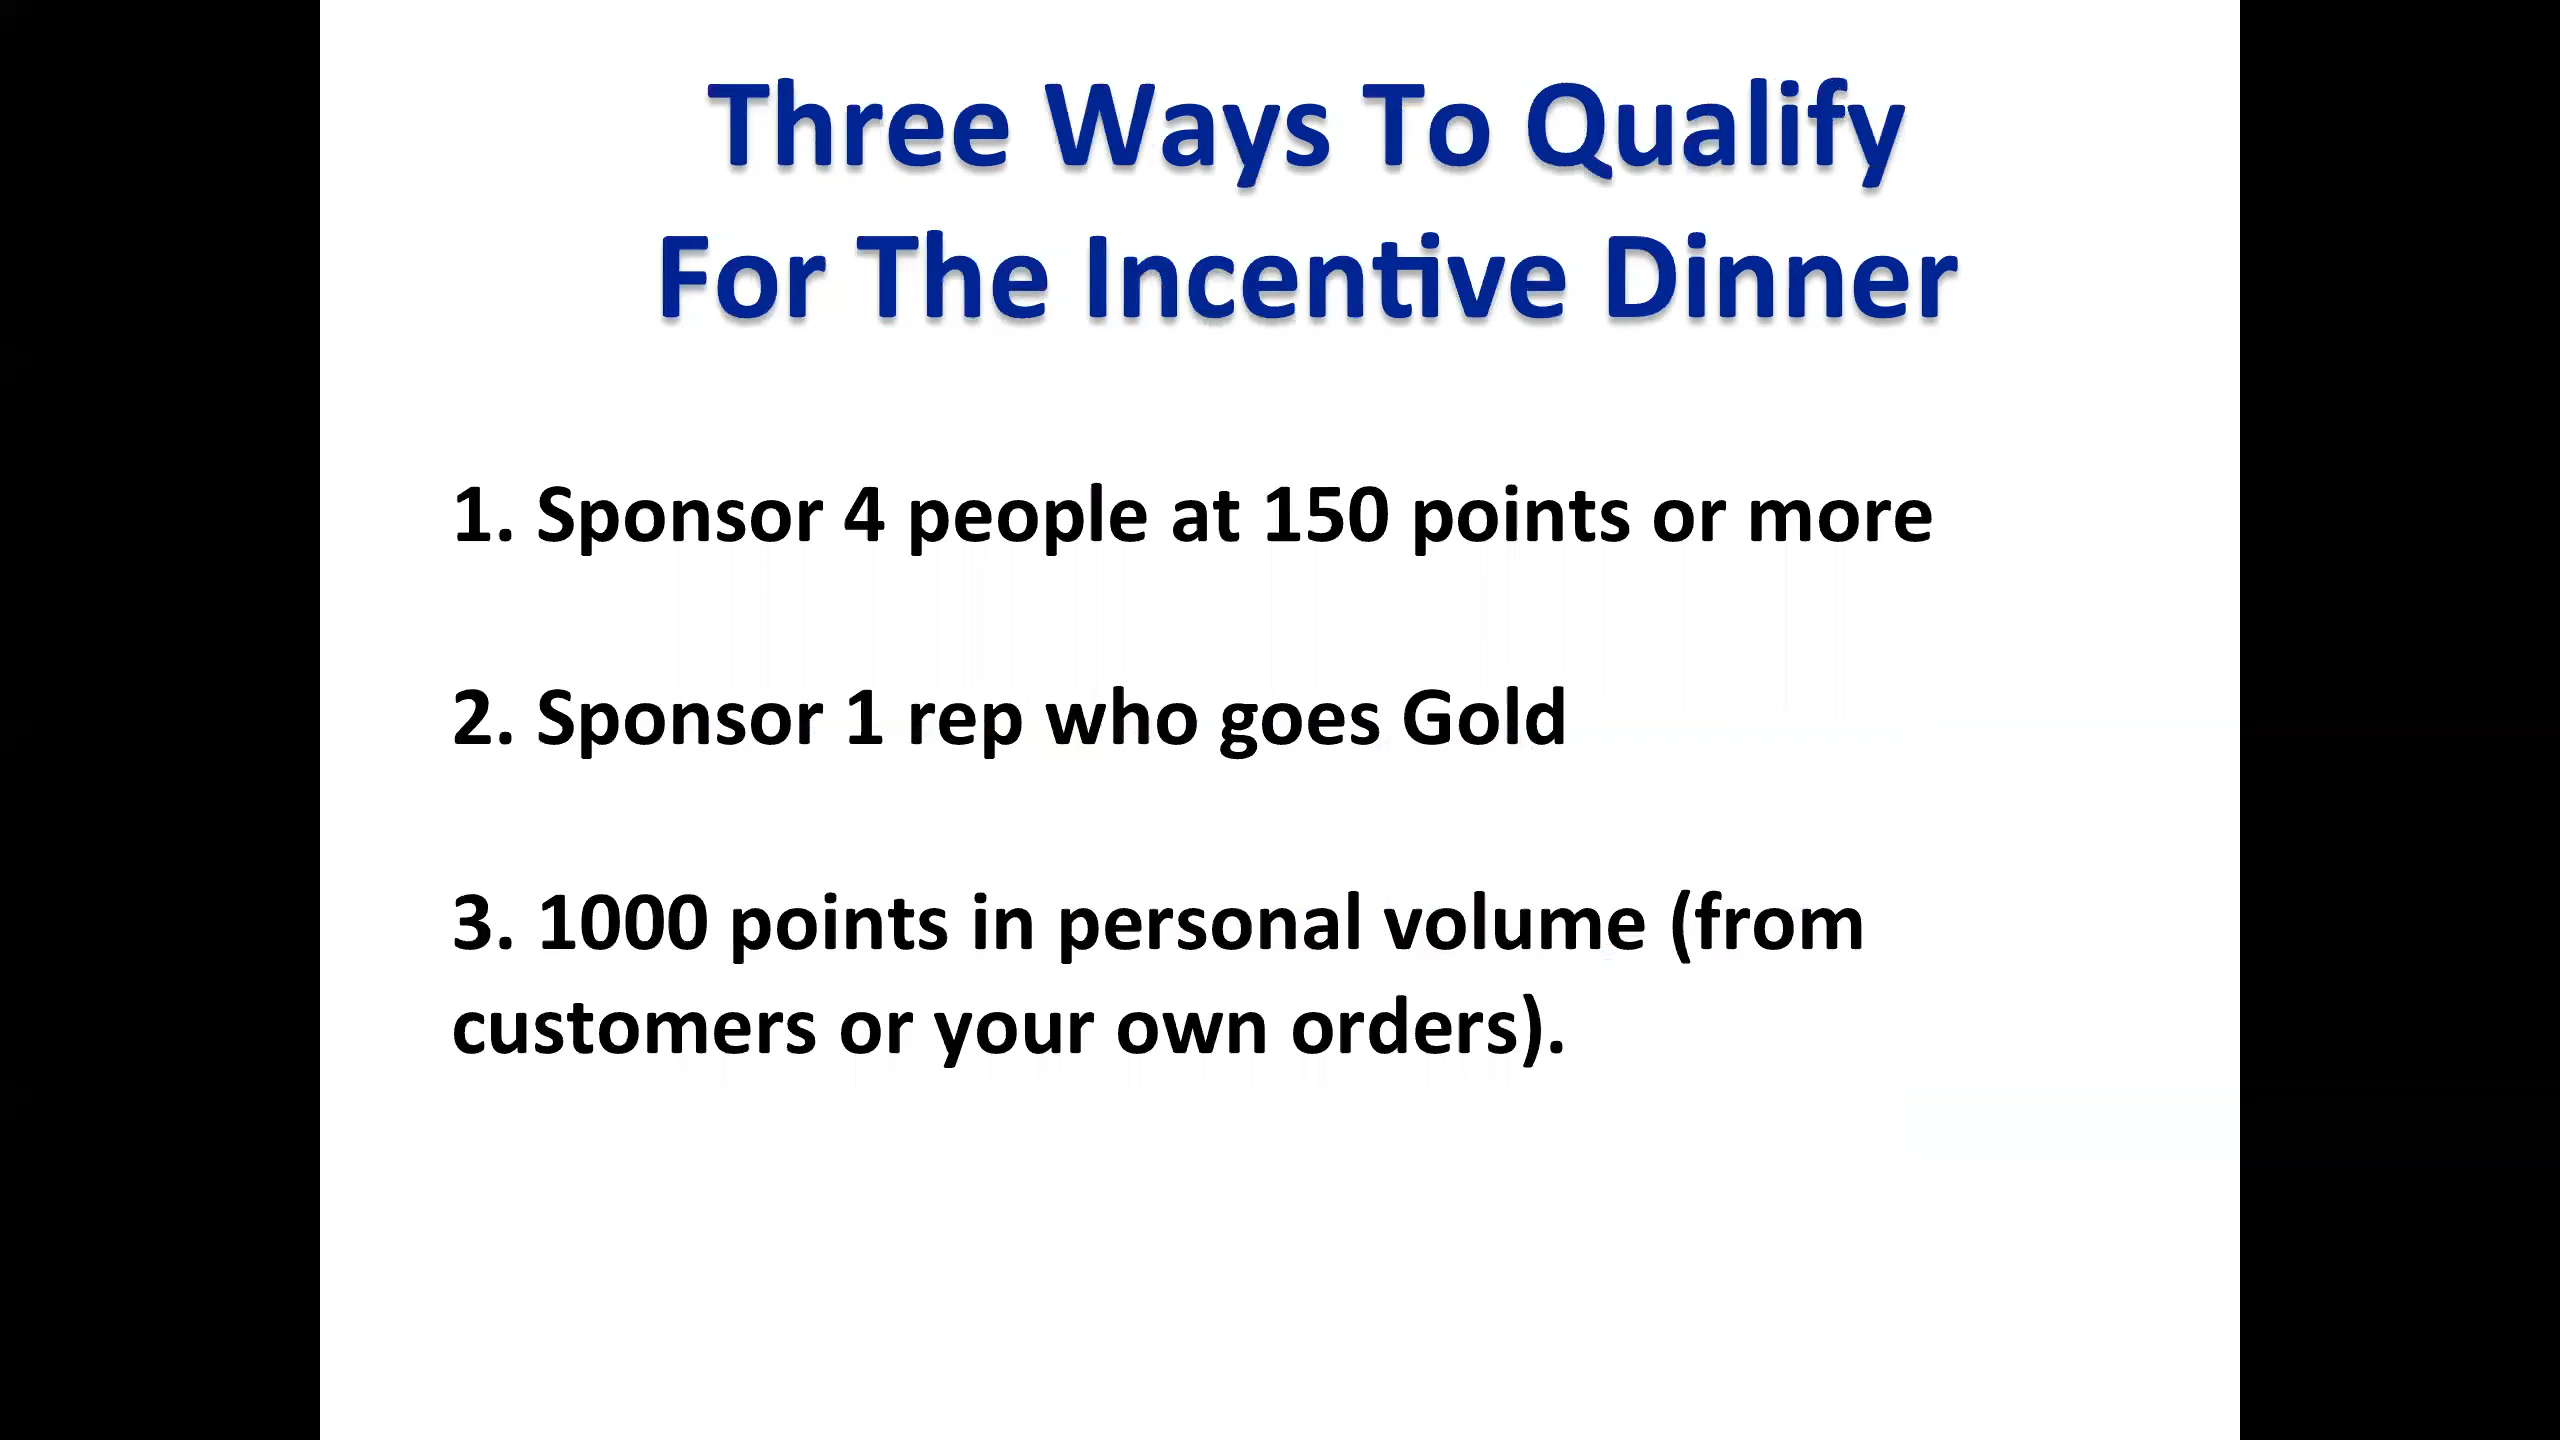 Three Ways To Qualify
For The Incentive Dinner
1. Sponsor 4 people at 150 points or more
2. Sponsor 1 rep who goes Gold
3. 1000 points in personal volume (from
customers or your own orders).